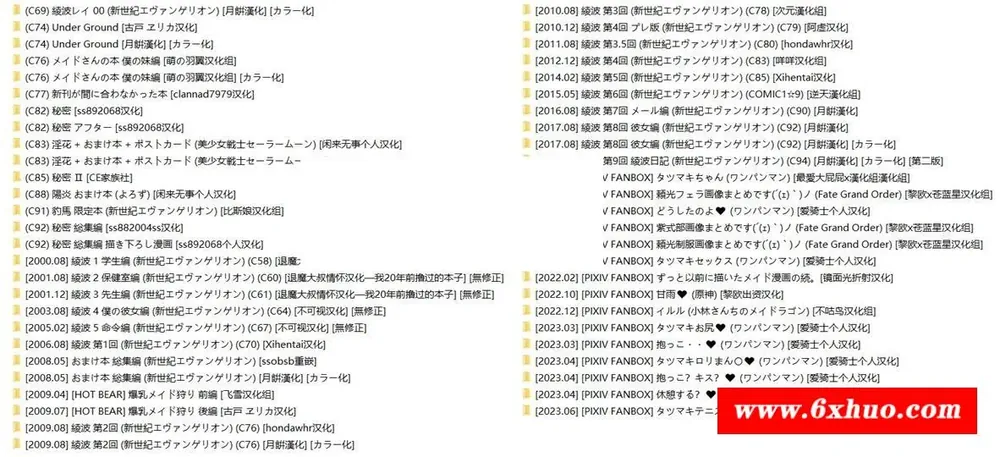 (C69) 綾波レイ 00 (新世紀エヴァンゲリオン) [月餅漢化] [カラー化]
(C74) Under Ground [古戸ヱリカ汉化]
(C74) Under Ground [月餅漢化] [カラー化]
(C76) メイドさんの本 僕の妹編 [萌の羽翼汉化组]
(C76) メイドさんの本 僕の妹編 [萌の羽翼汉化组] [カラー化]
(C77) 新刊が間に合わなかった本 [clannad7979汉化]
(C82) 秘密 [ss892068汉化]
(C82) 秘密 アフター [ss892068汉化]
(C83) 淫花 + おまけ本 + ポストカード (美少女戦士セーラームーン) [闲来无事个人汉化]
(C83) 淫花 + おまけ本 + ポストカード (美少女戦士セーラームー
(C85) 秘密 Ⅱ [CE家族社]
(C88) 陽炎 おまけ本 (よろず) [闲来无事个人汉化]
(C91) 豹馬 限定本 (新世紀エヴァンゲリオン) [比斯娘汉化组]
(C92) 秘密 総集編 [ss882004ss汉化]
(C92) 秘密 総集編 描き下ろし漫画 [ss892068个人汉化]
[2000.08] 綾波 1 学生編 (新世紀エヴァンゲリオン) (C58) [退魔
[2001.08] 綾波 2 保健室編 (新世紀エヴァンゲリオン) (C60) [退魔大叔情怀汉化—我20年前撸过的本子] [無修正]
[2001.12] 綾波 3 先生編 (新世紀エヴァンゲリオン) (C61) [退魔大叔情怀汉化—我20年前撸过的本子] [無修正]
[2003.08] 綾波 4 僕の彼女編 (新世紀エヴァンゲリオン) (C64) [不可视汉化] [無修正]
[2005.02] 綾波 5 命令編 (新世紀エヴァンゲリオン) (C67) [不可视汉化] [無修正]
[2006.08] 綾波 第1回 (新世紀エヴァンゲリオン) (C70) [Xihentai汉化]
[2008.05] おまけ本 総集編 (新世紀エヴァンゲリオン) [ssobsb重嵌]
[2008.05] おまけ本 総集編 (新世紀エヴァンゲリオン) [月餅漢化] [カラー化]
[2009.04] [HOT BEAR] 爆乳メイド狩り 前編 [飞雪汉化组]
[2009.07] [HOT BEAR] 爆乳メイド狩り 後編 [古戸ヱリカ汉化]
[2009.08] 綾波 第2回 (新世紀エヴァンゲリオン) (C76) [hondawhr汉化]
[2009.08] 綾波 第2回 (新世紀エヴァンゲリオン) (C76) [月餅漢化] [カラー化]
[2010.08] 綾波 第3回 (新世紀エヴァンゲリオン) (C78) [次元漢化组]
[2010.12] 綾波 第4回 プレ版 (新世紀エヴァンゲリオン) (C79) [阿虚汉化]
[2011.08] 綾波 第3.5回 (新世紀エヴァンゲリオン) (C80) [hondawhr汉化]
[2012.12] 綾波 第4回 (新世紀エヴァンゲリオン) (C83) [咩咩汉化组]
[2014.02] 綾波 第5回 (新世紀エヴァンゲリオン) (C85) [Xihentai汉化]
[2015.05] 綾波 第6回 (新世紀エヴァンゲリオン) (COMIC1☆9) [逆天漢化组]
[2016.08] 綾波 第7回 メール編 (新世紀エヴァンゲリオン) (C90) [月餅漢化]
[2017.08] 綾波 第8回 彼女編 (新世紀エヴァンゲリオン) (C92) [月餅漢化]
[2017.08] 綾波 第8回 彼女編 (新世紀エヴァンゲリオン) (C92) [月餅漢化] [カラー化]
第9回 綾波日記 (新世紀エヴァンゲリオン) (C94) [月餅漢化] [カラー化] [第二版]
FANBOX] タツマキちゃん (ワンパンマン) [最愛大屁屁x漢化組漢化组]
FANBOX] 頼光フェラ画像まとめです(´(ェ)｀)ノ (Fate Grand Order) [黎欧x苍蓝星汉化组]
FANBOX] どうしたのよ♥ (ワンパンマン) [爱骑士个人汉化]
FANBOX] 紫式部画像まとめです(´(ェ)｀)ノ (Fate Grand Order) [黎欧x苍蓝星汉化组]
FANBOX] 頼光制服画像まとめです(´(ェ)｀)ノ (Fate Grand Order) [黎欧x苍蓝星汉化组]
FANBOX] タツマキセックス (ワンパンマン) [爱骑士个人汉化]
[2022.02] [PIXIV FANBOX] ずっと以前に描いたメイド漫画の続。 [镜面光折射汉化]
[2022.10] [PIXIV FANBOX] 甘雨♥ (原神) [黎欧出资汉化]
[2022.12] [PIXIV FANBOX] イルル (小林さんちのメイドラゴン) [不咕鸟汉化组]
[2023.03] [PIXIV FANBOX] タツマキお尻♥ (ワンパンマン) [爱骑士个人汉化]
[2023.03] [PIXIV FANBOX] 抱っこ・・♥ (ワンパンマン) [爱骑士个人汉化]
[2023.04] [PIXIV FANBOX] タツマキロリまん〇♥ (ワンパンマン) [爱骑士个人汉化]
[2023.04] [PIXIV FANBOX] 抱っこ? キス? ♥ (ワンパンマン) [爱骑士个人汉化]
[2023.04] [PIXIV FANBOX] 休憩する? ♥
[2023.06] [PIXIV FANBOX] タツマキテニ
www.6xhuo.com